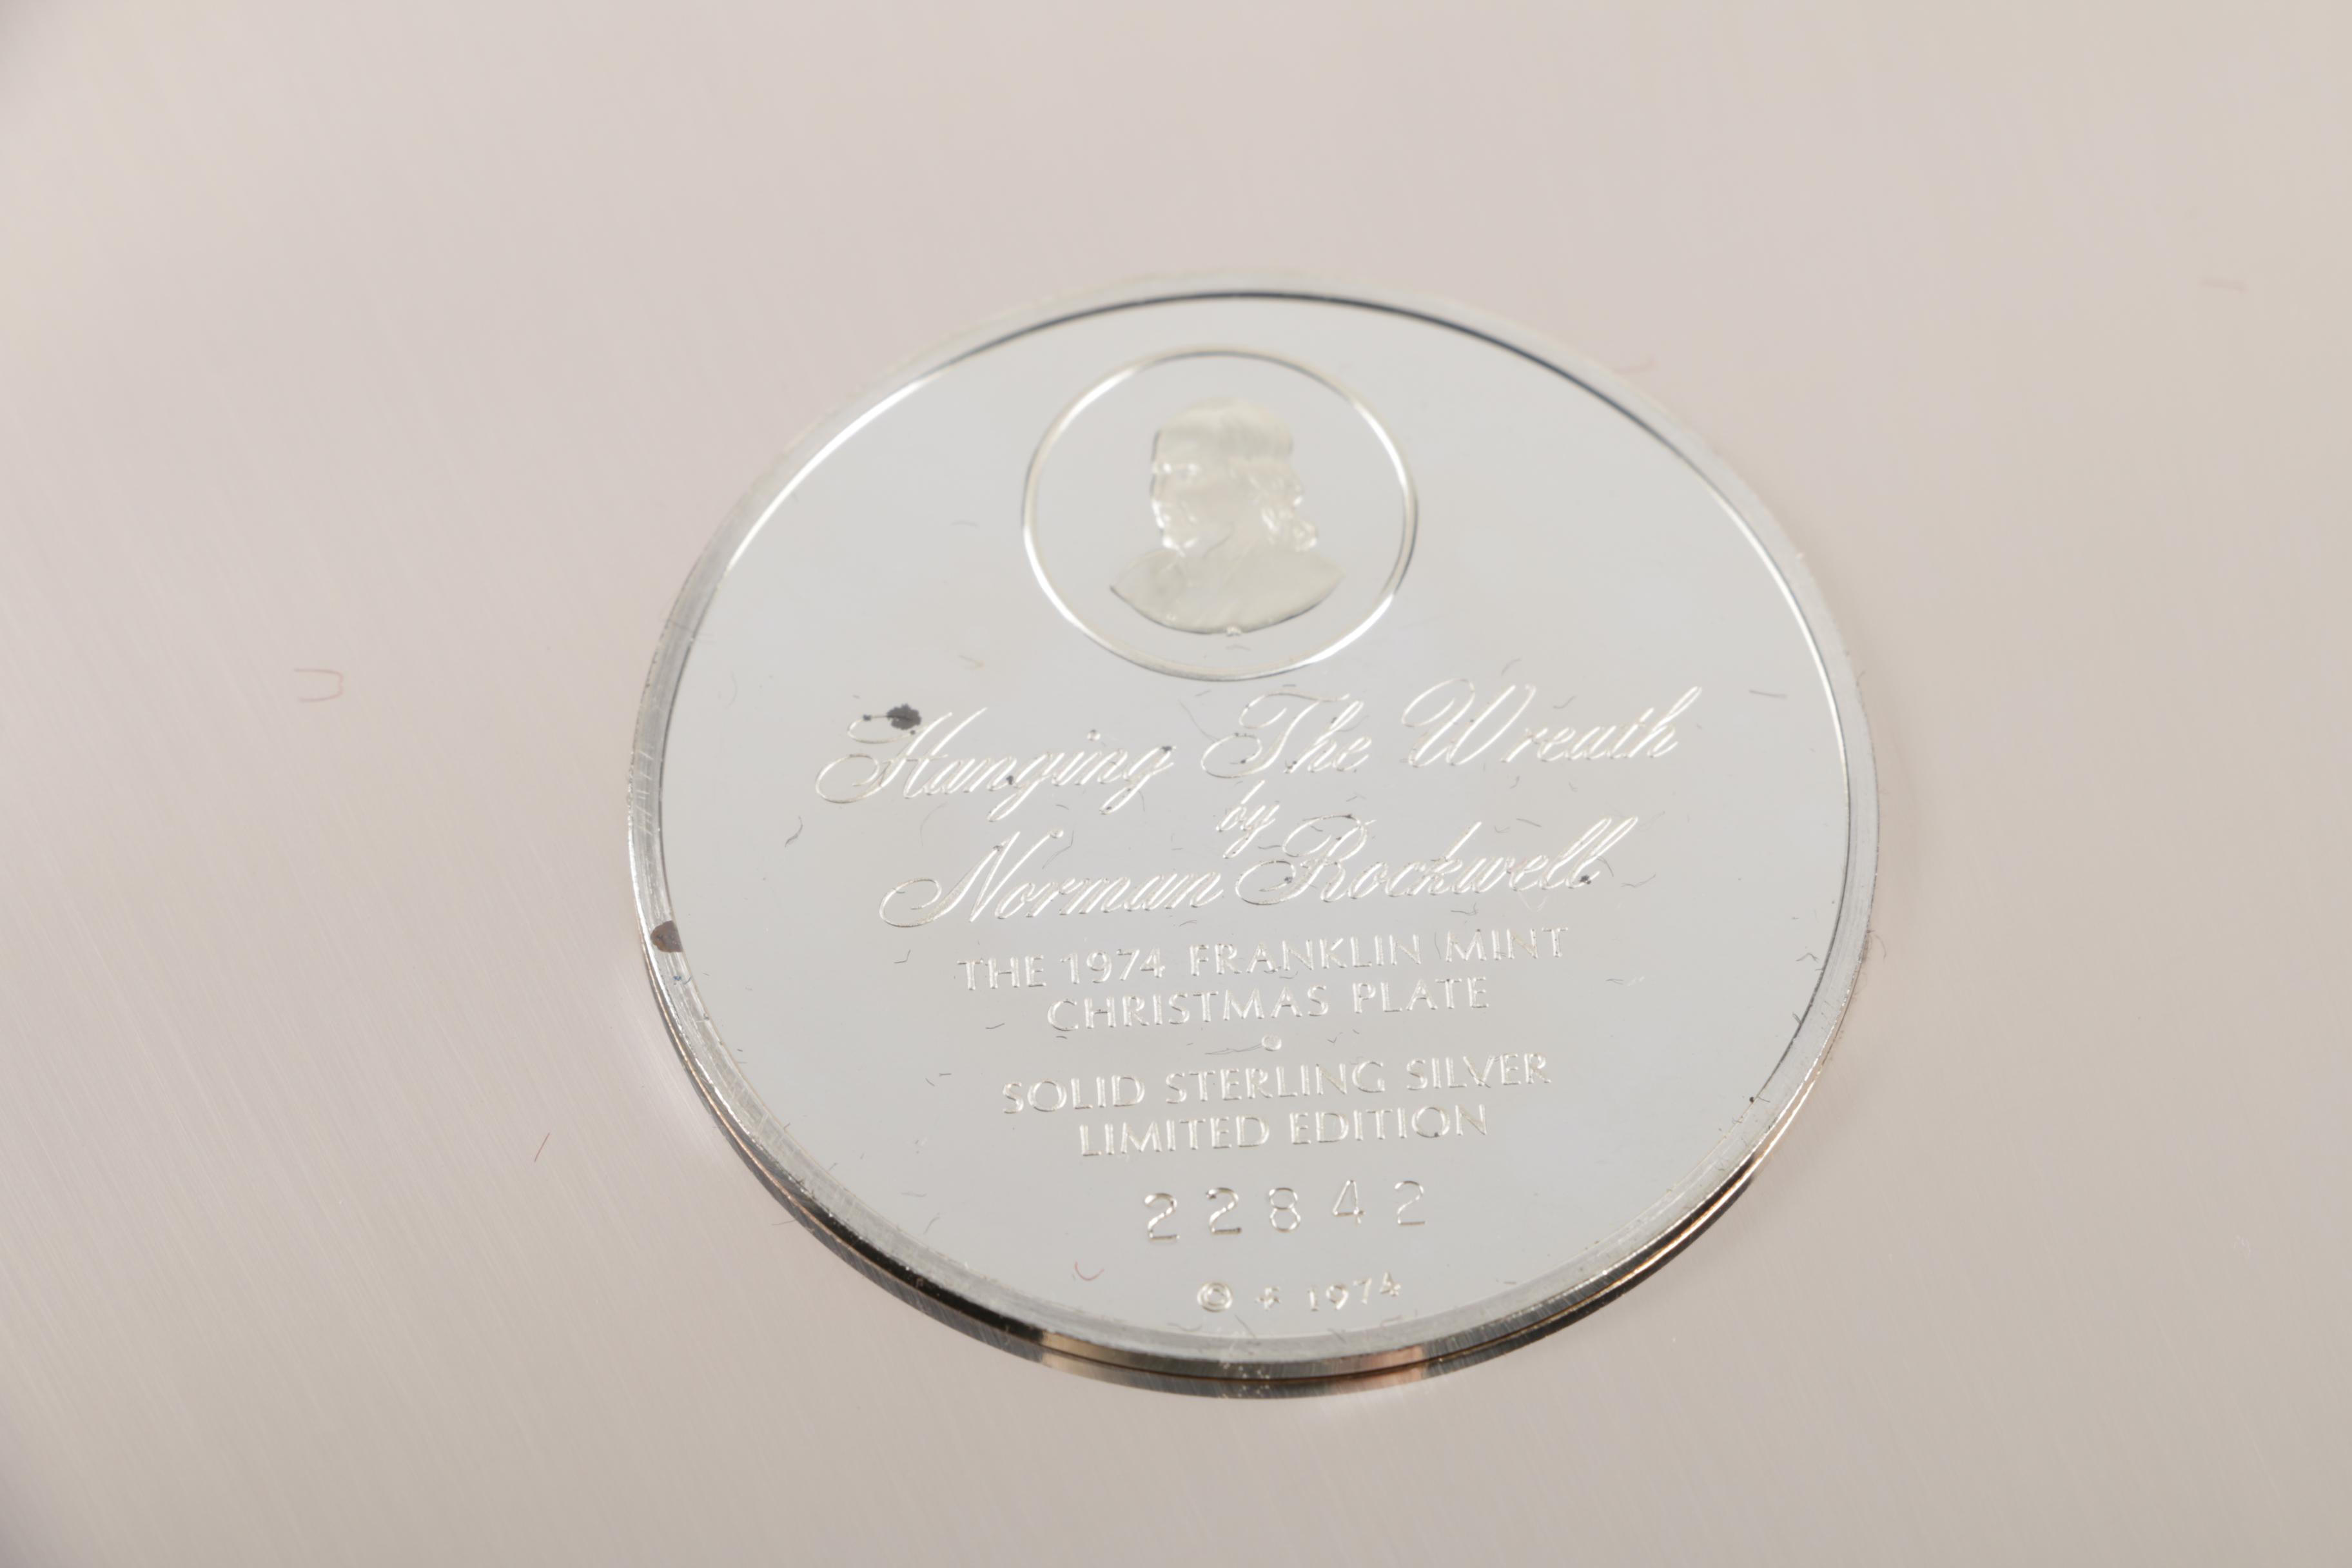 Hanging The Wreath
by
Norman Rockwell
THE 1974 FRANKLIN MINT
CHRISTMAS PLATE
SOLID STERLING SILVER
LIMITED EDITION
22842
© 1974